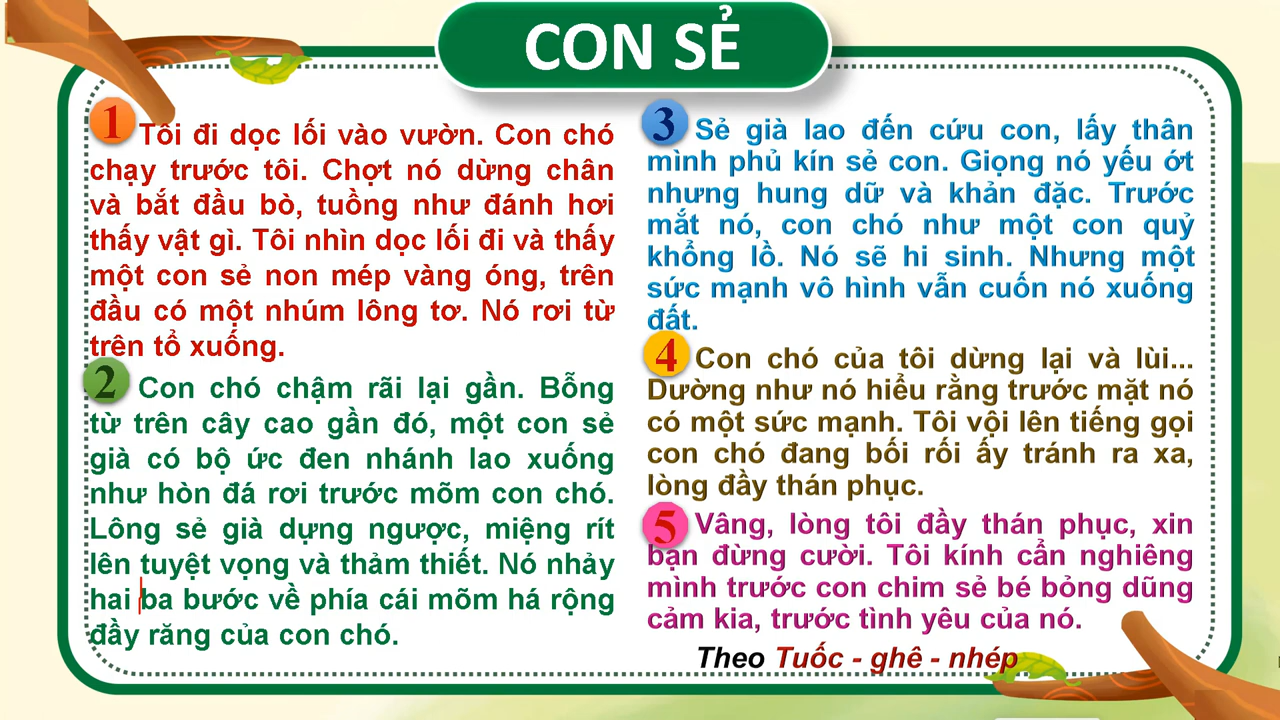 CON SẺ
1
Tôi đi dọc lối vào vườn. Con chó
chạy trước tôi. Chợt nó dừng chân
và bắt đầu bò, tuồng như đánh hơi
thấy vật gì. Tôi nhìn dọc lối đi và thấy
một con sẻ non mép vàng óng, trên
đầu có một nhúm lông tơ. Nó rơi từ
trên tổ xuống.
2
Con chó chậm rãi lại gần. Bỗng
từ trên cây cao gần đó, một con sẻ
già có bộ ức đen nhánh lao xuống
như hòn đá rơi trước mõm con chó.
Lông sẻ già dựng ngược, miệng rít
lên tuyệt vọng và thảm thiết. Nó nhảy
hai ba bước về phía cái mõm há rộng
đầy răng của con chó.
3
Sẻ già lao đến cứu con, lấy thân
mình phủ kín sẻ con. Giọng nó yếu ớt
nhưng hung dữ và khản đặc. Trước
mắt nó, con chó như một con quỷ
khổng lồ. Nó sẽ hi sinh. Nhưng một
sức mạnh vô hình vẫn cuốn nó xuống
đất.
4
Con chó của tôi dừng lại và lùi...
Dường như nó hiểu rằng trước mặt nó
có một sức mạnh. Tôi vội lên tiếng gọi
con chó đang bối rối ấy tránh ra xa,
lòng đầy thán phục.
5
Vâng, lòng tôi đầy thán phục, xin
bạn đừng cười. Tôi kính cẩn nghiêng
mình trước con chim sẻ bé bỏng dũng
cảm kia, trước tình yêu của nó.
Theo Tuốc - ghê - nhép